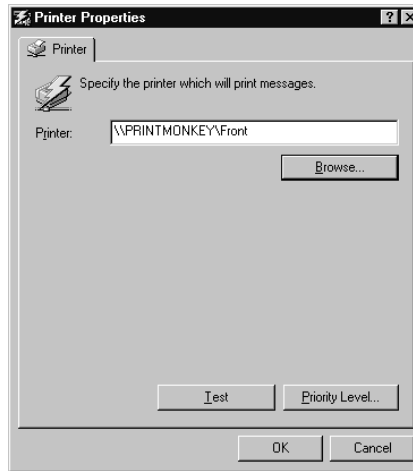 Printer Properties
Printer
Specify the printer which will print messages.
Printer:
\\PRINTMONKEY\Front
Browse...
Test
Priority Level...
OK
Cancel